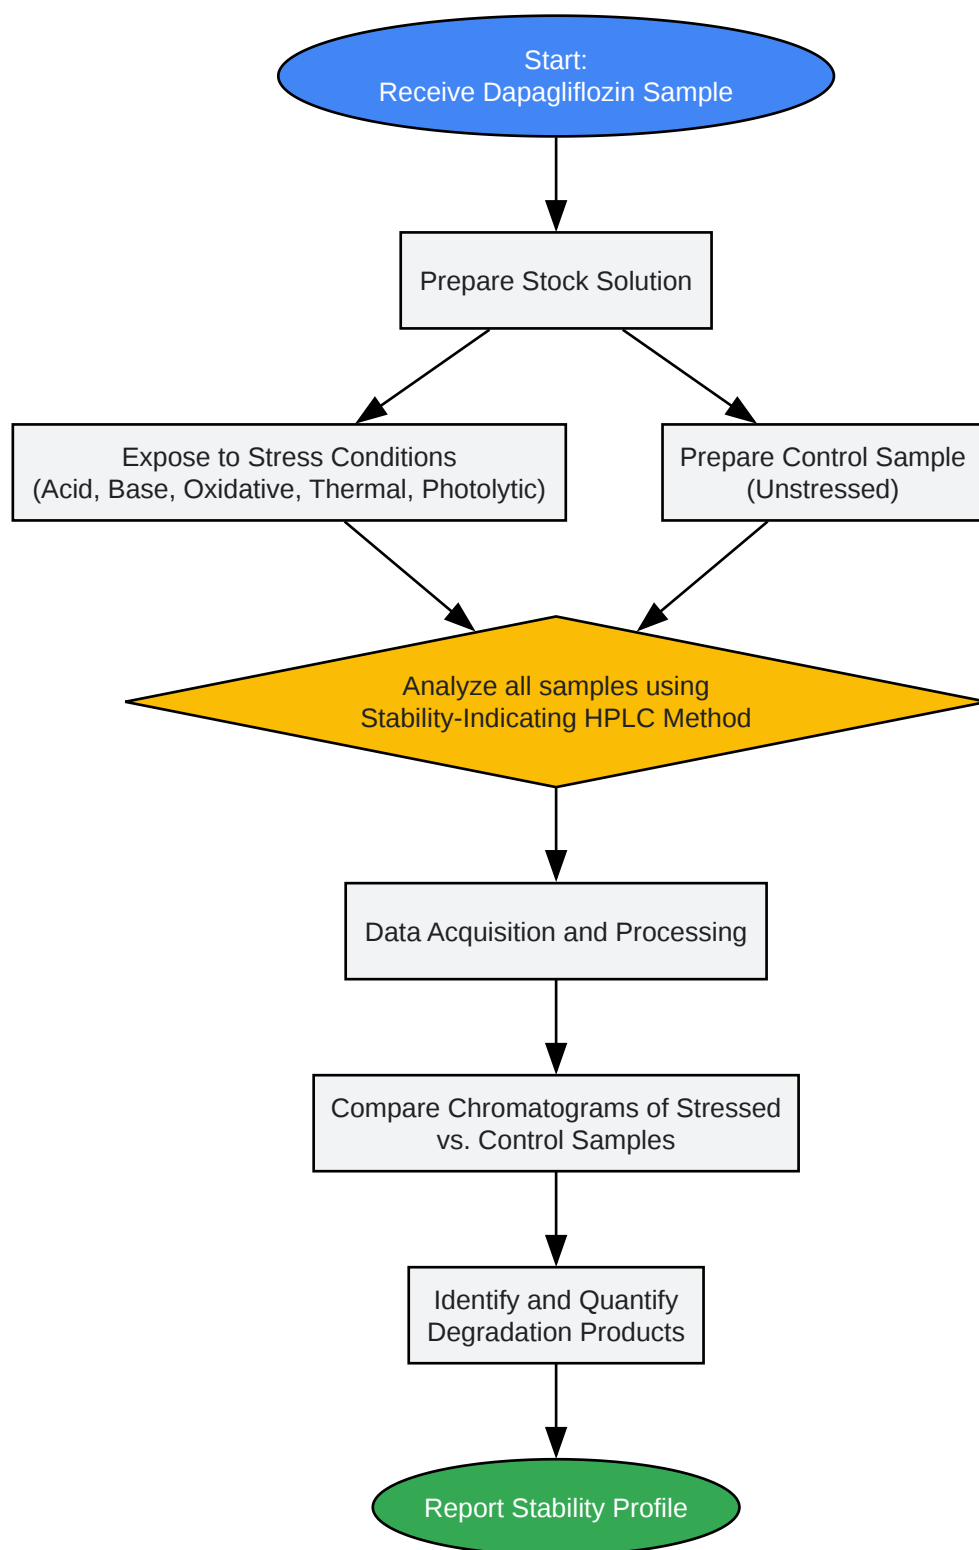 Start:
Receive Dapagliflozin Sample
Prepare Stock Solution
Expose to Stress Conditions
(Acid, Base, Oxidative, Thermal, Photolytic)
Prepare Control Sample
(Unstressed)
Analyze all samples using
Stability-Indicating HPLC Method
Data Acquisition and Processing
Compare Chromatograms of Stressed
vs. Control Samples
Identify and Quantify
Degradation Products
Report Stability Profile